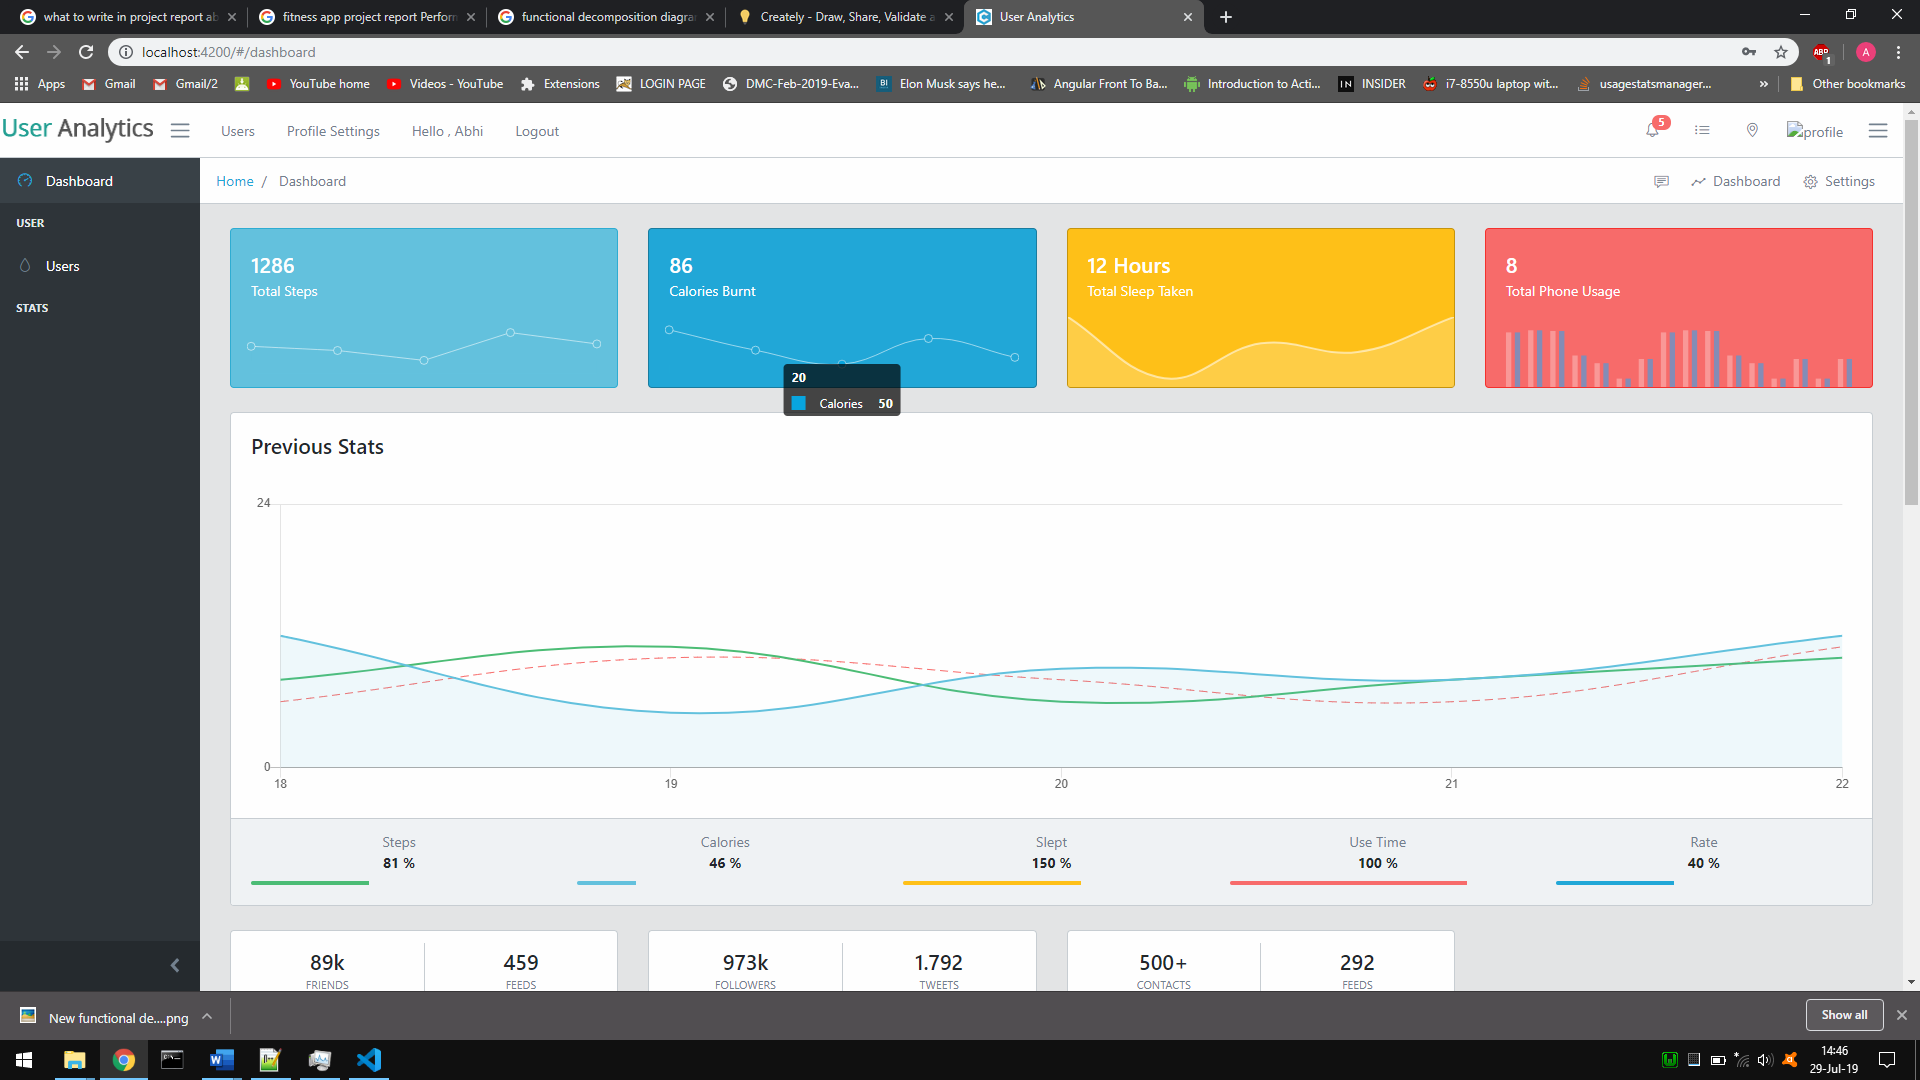 what to write in project report ab
fitness app project report Perforn
functional decomposition diagra
Creately - Draw, Share, Validate a
User Analytics
localhost:4200/#/dashboard
ABP
1
A
Apps
Gmail
Gmail/2
YouTube home
Videos - YouTube
Extensions
LOGIN PAGE
DMC-Feb-2019-Eva...
BI
Elon Musk says he...
Angular Front To Ba...
Introduction to Acti...
IN
INSIDER
i7-8550u laptop wit...
usagestatsmanager...
»
Other bookmarks
User Analytics
Users
Profile Settings
Hello , Abhi
Logout
5
profile
Dashboard
USER
Users
STATS
Home / Dashboard
Dashboard
Settings
1286
Total Steps
86
Calories Burnt
20
Calories 50
12 Hours
Total Sleep Taken
8
Total Phone Usage
Previous Stats
24
0
18
19
20
21
22
Steps
81 %
Calories
46 %
Slept
150 %
Use Time
100 %
Rate
40 %
89k
FRIENDS
459
FEEDS
973k
FOLLOWERS
1.792
TWEETS
500+
CONTACTS
292
FEEDS
New functional de....png
Show all
14:46
29-Jul-19